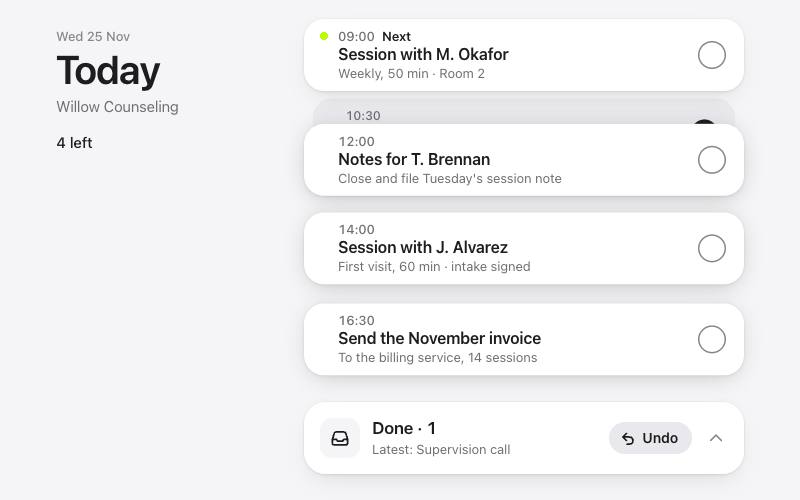 Wed 25 Nov
Today
Willow Counseling
4 left
09:00 Next
Session with M. Okafor
Weekly, 50 min · Room 2
10:30
12:00
Notes for T. Brennan
Close and file Tuesday's session note
14:00
Session with J. Alvarez
First visit, 60 min · intake signed
16:30
Send the November invoice
To the billing service, 14 sessions
Done · 1
Latest: Supervision call
Undo